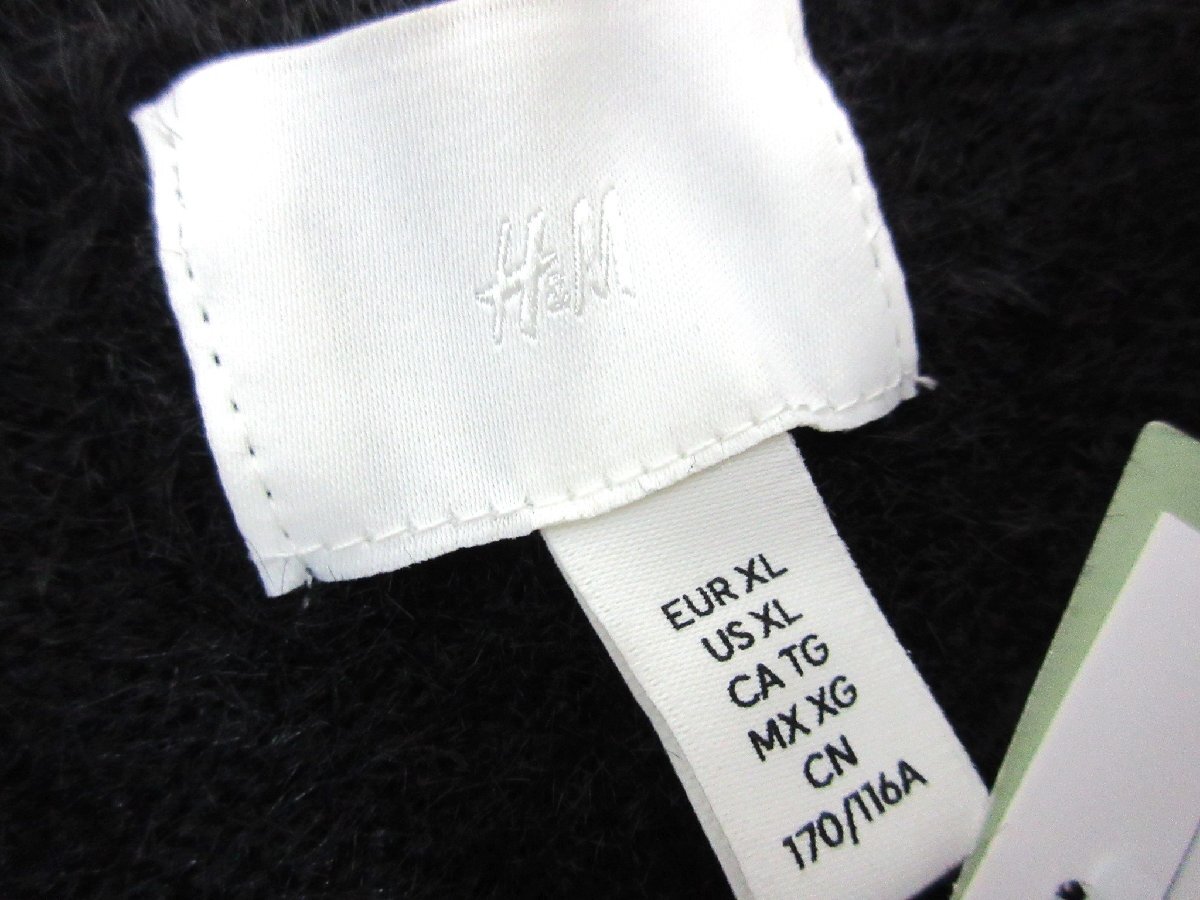 H&M
EUR XL
US XL
CA TG
MX XG
CN
170/116A